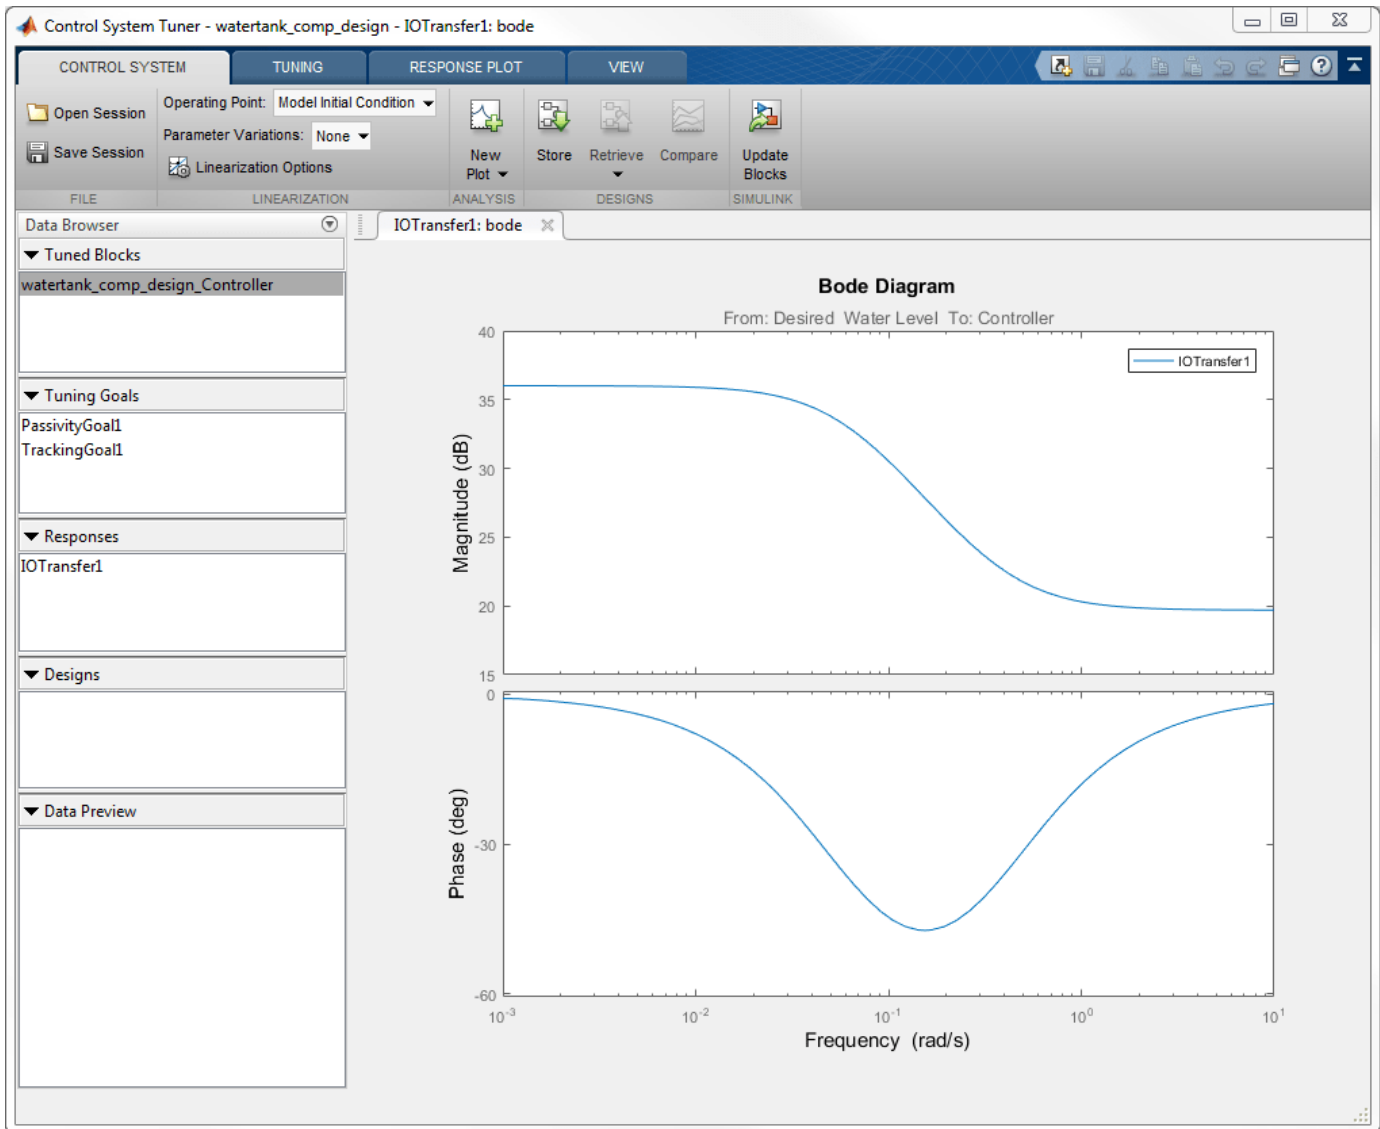 Control System Tuner - watertank_comp_design - IOTransfer1: bode
CONTROL SYSTEM TUNING RESPONSE PLOT VIEW
Open Session
Save Session
FILE
Operating Point: Model Initial Condition
Parameter Variations: None
Linearization Options
LINEARIZATION
New
Plot
ANALYSIS
Store Retrieve Compare
DESIGNS
Update
Blocks
SIMULINK
Data Browser
Tuned Blocks
watertank_comp_design_Controller
Tuning Goals
PassivityGoal1
TrackingGoal1
Responses
IOTransfer1
Designs
Data Preview
IOTransfer1: bode
Bode Diagram
From: Desired Water Level To: Controller
IOTransfer1
Magnitude (dB)
40
35
30
25
20
15
Phase (deg)
0
-30
-60
10^-3 10^-2 10^-1 10^0 10^1
Frequency (rad/s)